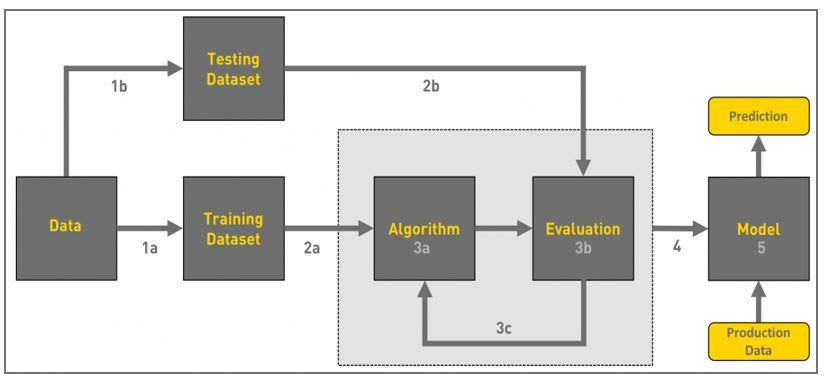 Testing
Dataset
1b
2b
Prediction
Data
1a
Training
Dataset
2a
Algorithm
3a
Evaluation
3b
4
Model
5
3c
Production
Data